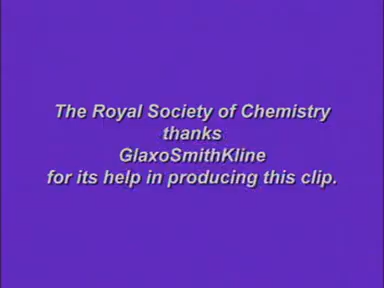 The Royal Society of Chemistry
thanks
GlaxoSmithKline
for its help in producing this clip.